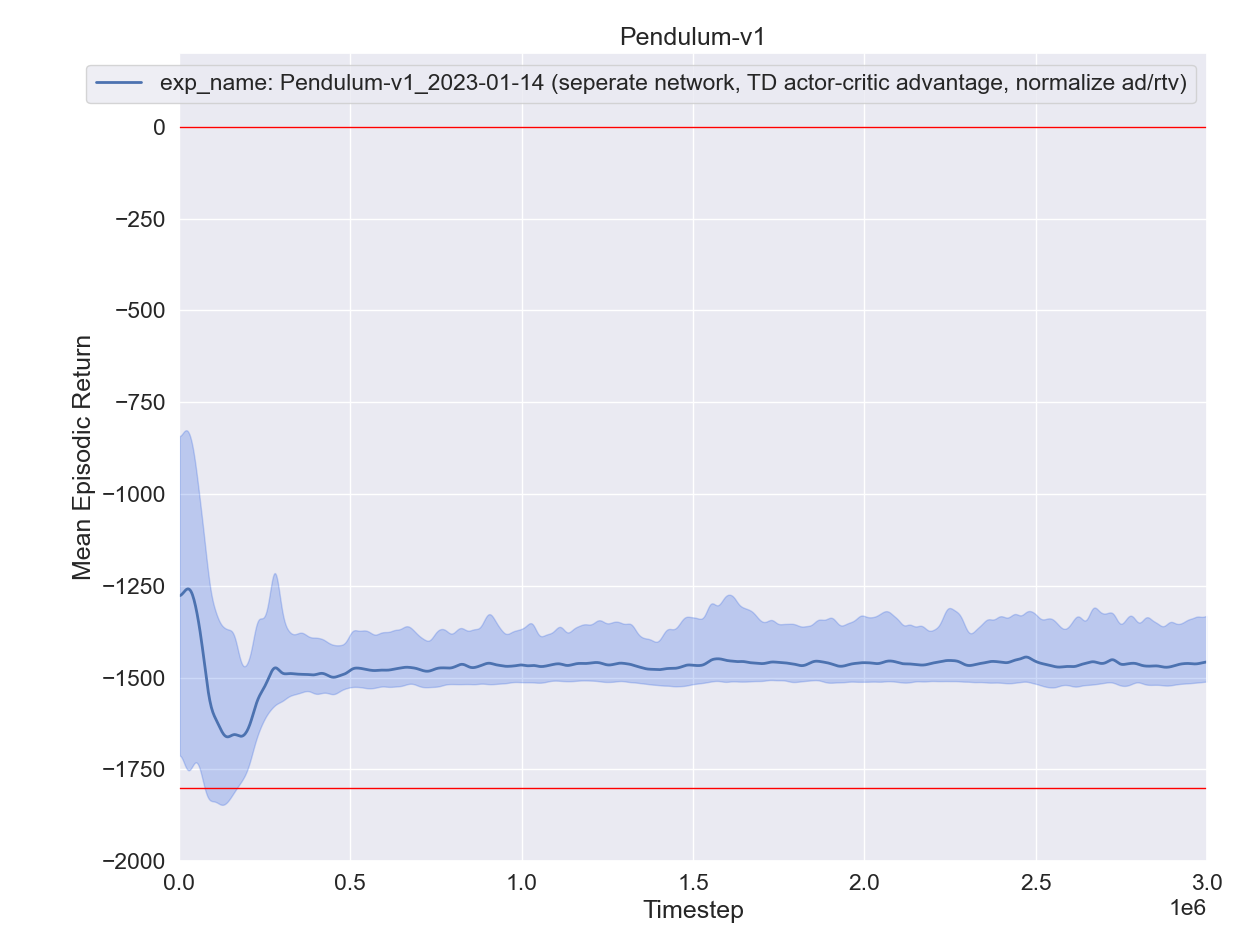 Pendulum-v1
exp_name: Pendulum-v1_2023-01-14 (seperate network, TD actor-critic advantage, normalize ad/rtv)
0
−250
−500
−750
−1000
−1250
−1500
−1750
−2000
Mean Episodic Return
0.0 0.5 1.0 1.5 2.0 2.5 3.0
Timestep
1e6